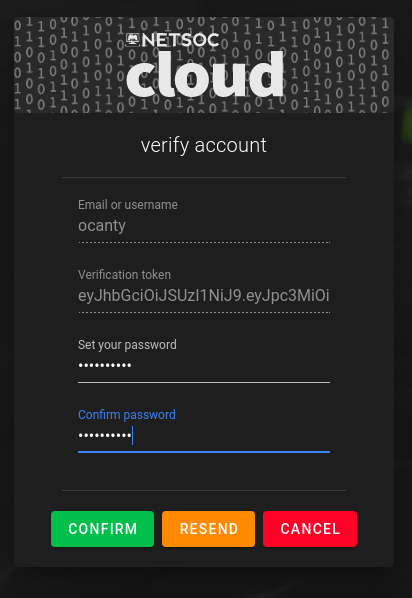 NETSOC
cloud
verify account
Email or username
ocanty
Verification token
eyJhbGciOiJSUzI1NiJ9.eyJpc3MiOi
Set your password
••••••••••
Confirm password
••••••••••
CONFIRM RESEND CANCEL